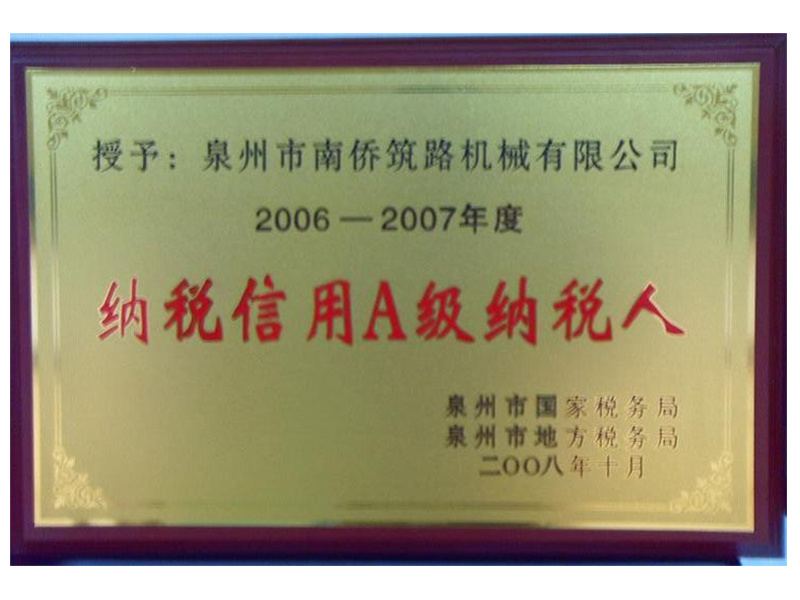 授予：泉州市南侨筑路机械有限公司
2006—2007年度
纳税信用A级纳税人
泉州市国家税务局
泉州市地方税务局
二〇〇八年十月